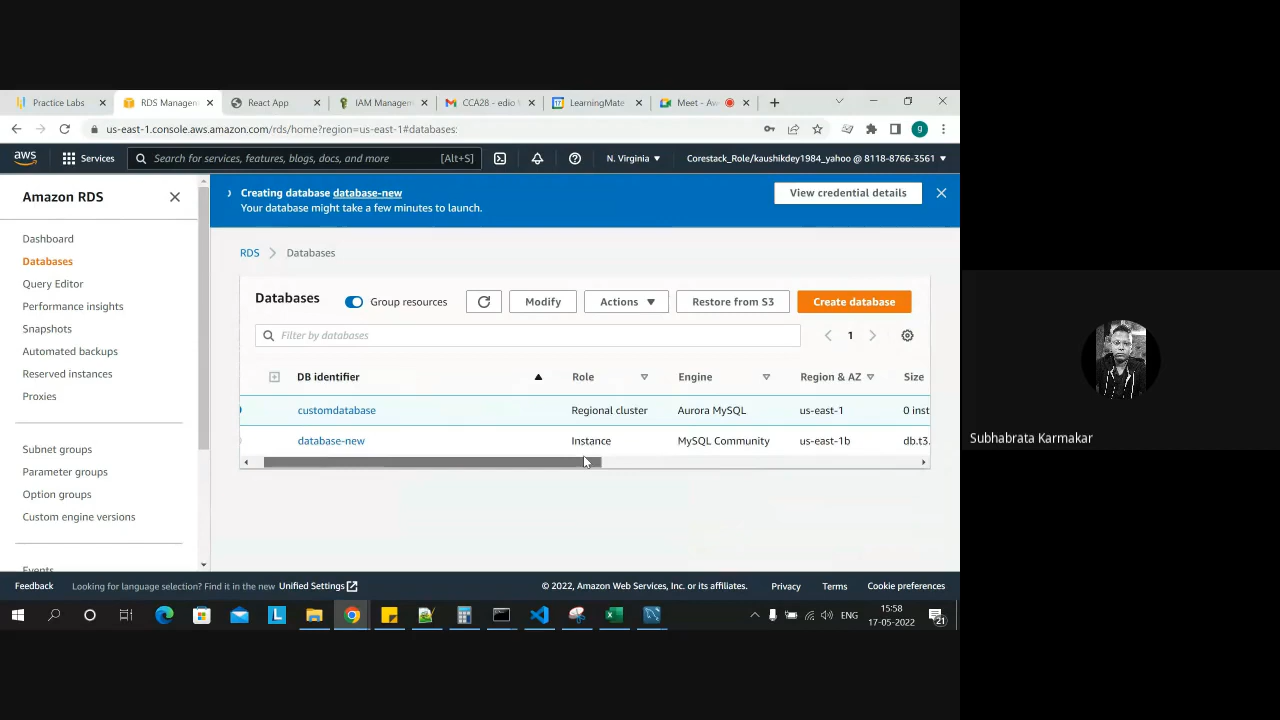 Practice Labs
RDS Managem
React App
IAM Managem
CCA28 - edio
LearningMate
Meet - Aw
us-east-1.console.aws.amazon.com/rds/home?region=us-east-1#databases:
aws
Services
Search for services, features, blogs, docs, and more
[Alt+S]
N. Virginia
Corestack_Role/kaushikdey1984_yahoo @ 8118-8766-3561
Amazon RDS
Dashboard
Databases
Query Editor
Performance insights
Snapshots
Automated backups
Reserved instances
Proxies
Subnet groups
Parameter groups
Option groups
Custom engine versions
Events
Creating database database-new
Your database might take a few minutes to launch.
View credential details
RDS
Databases
Databases
Group resources
Modify
Actions
Restore from S3
Create database
Filter by databases
1
DB identifier Role Engine Region & AZ Size
customdatabase Regional cluster Aurora MySQL us-east-1 0 inst
database-new Instance MySQL Community us-east-1b db.t3.
Subhabrata Karmakar
Feedback
Looking for language selection? Find it in the new Unified Settings
© 2022, Amazon Web Services, Inc. or its affiliates.
Privacy
Terms
Cookie preferences
ENG
15:58
17-05-2022
21